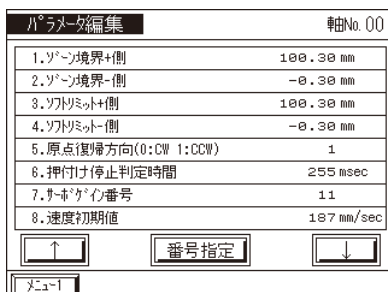 パラメータ編集 軸No. 00
1.ゾーン境界+側 100.30 mm
2.ゾーン境界-側 -0.30 mm
3.ソフトリミット+側 100.30 mm
4.ソフトリミット-側 -0.30 mm
5.原点復帰方向(0:CW 1:CCW) 1
6.押付け停止判定時間 255 msec
7.サーボゲイン番号 11
8.速度初期値 187 mm/sec
↑ 番号指定 ↓
メニュー1